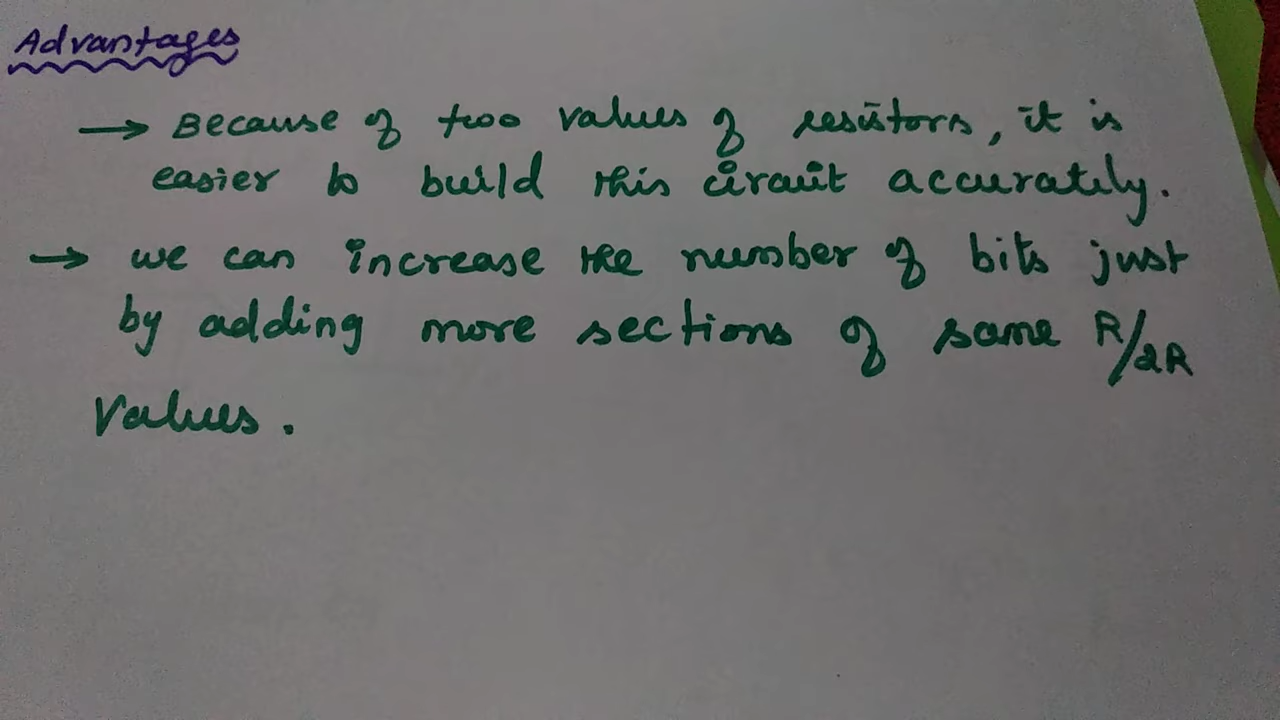 Advantages
→ Because of two values of resistors, it is
easier to build this circuit accurately.
→ we can increase the number of bits just
by adding more sections of same R/2R
values.